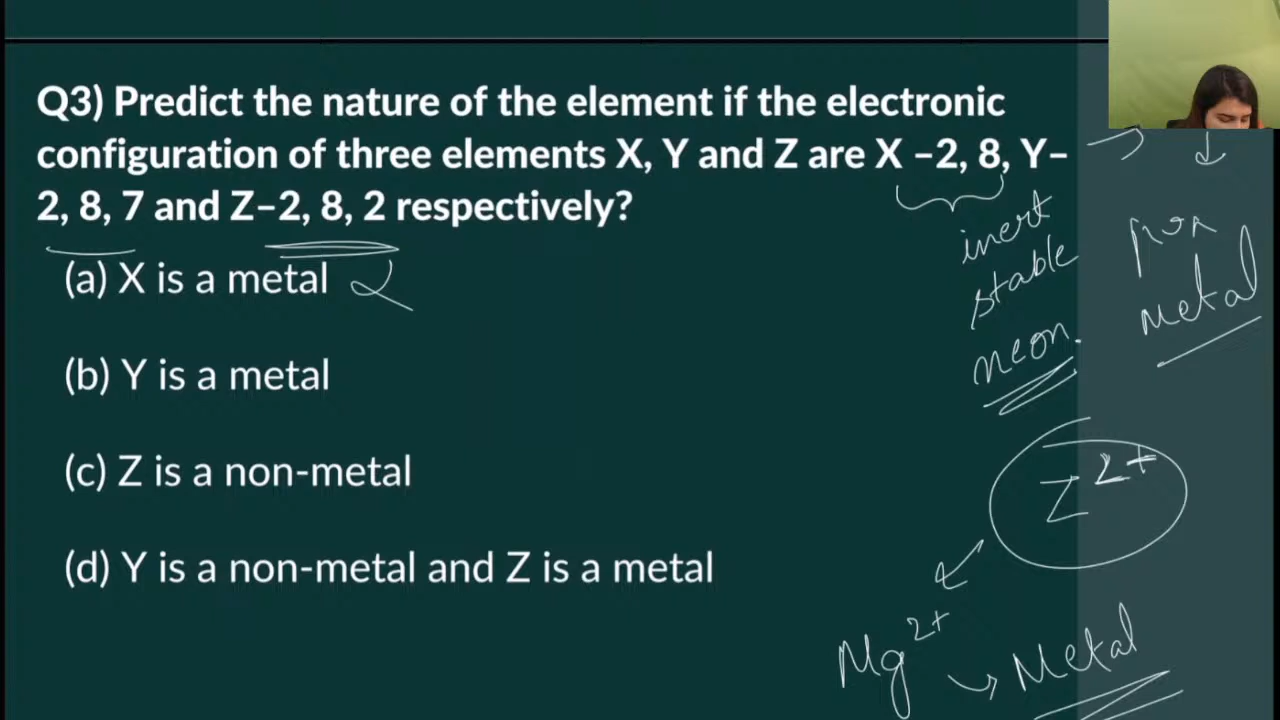 Q3) Predict the nature of the element if the electronic
configuration of three elements X, Y and Z are X –2, 8, Y–
2, 8, 7 and Z–2, 8, 2 respectively?
(a) X is a metal
(b) Y is a metal
(c) Z is a non-metal
(d) Y is a non-metal and Z is a metal
inert
stable
neon.
non
metal
Z2+
Mg2+
Metal